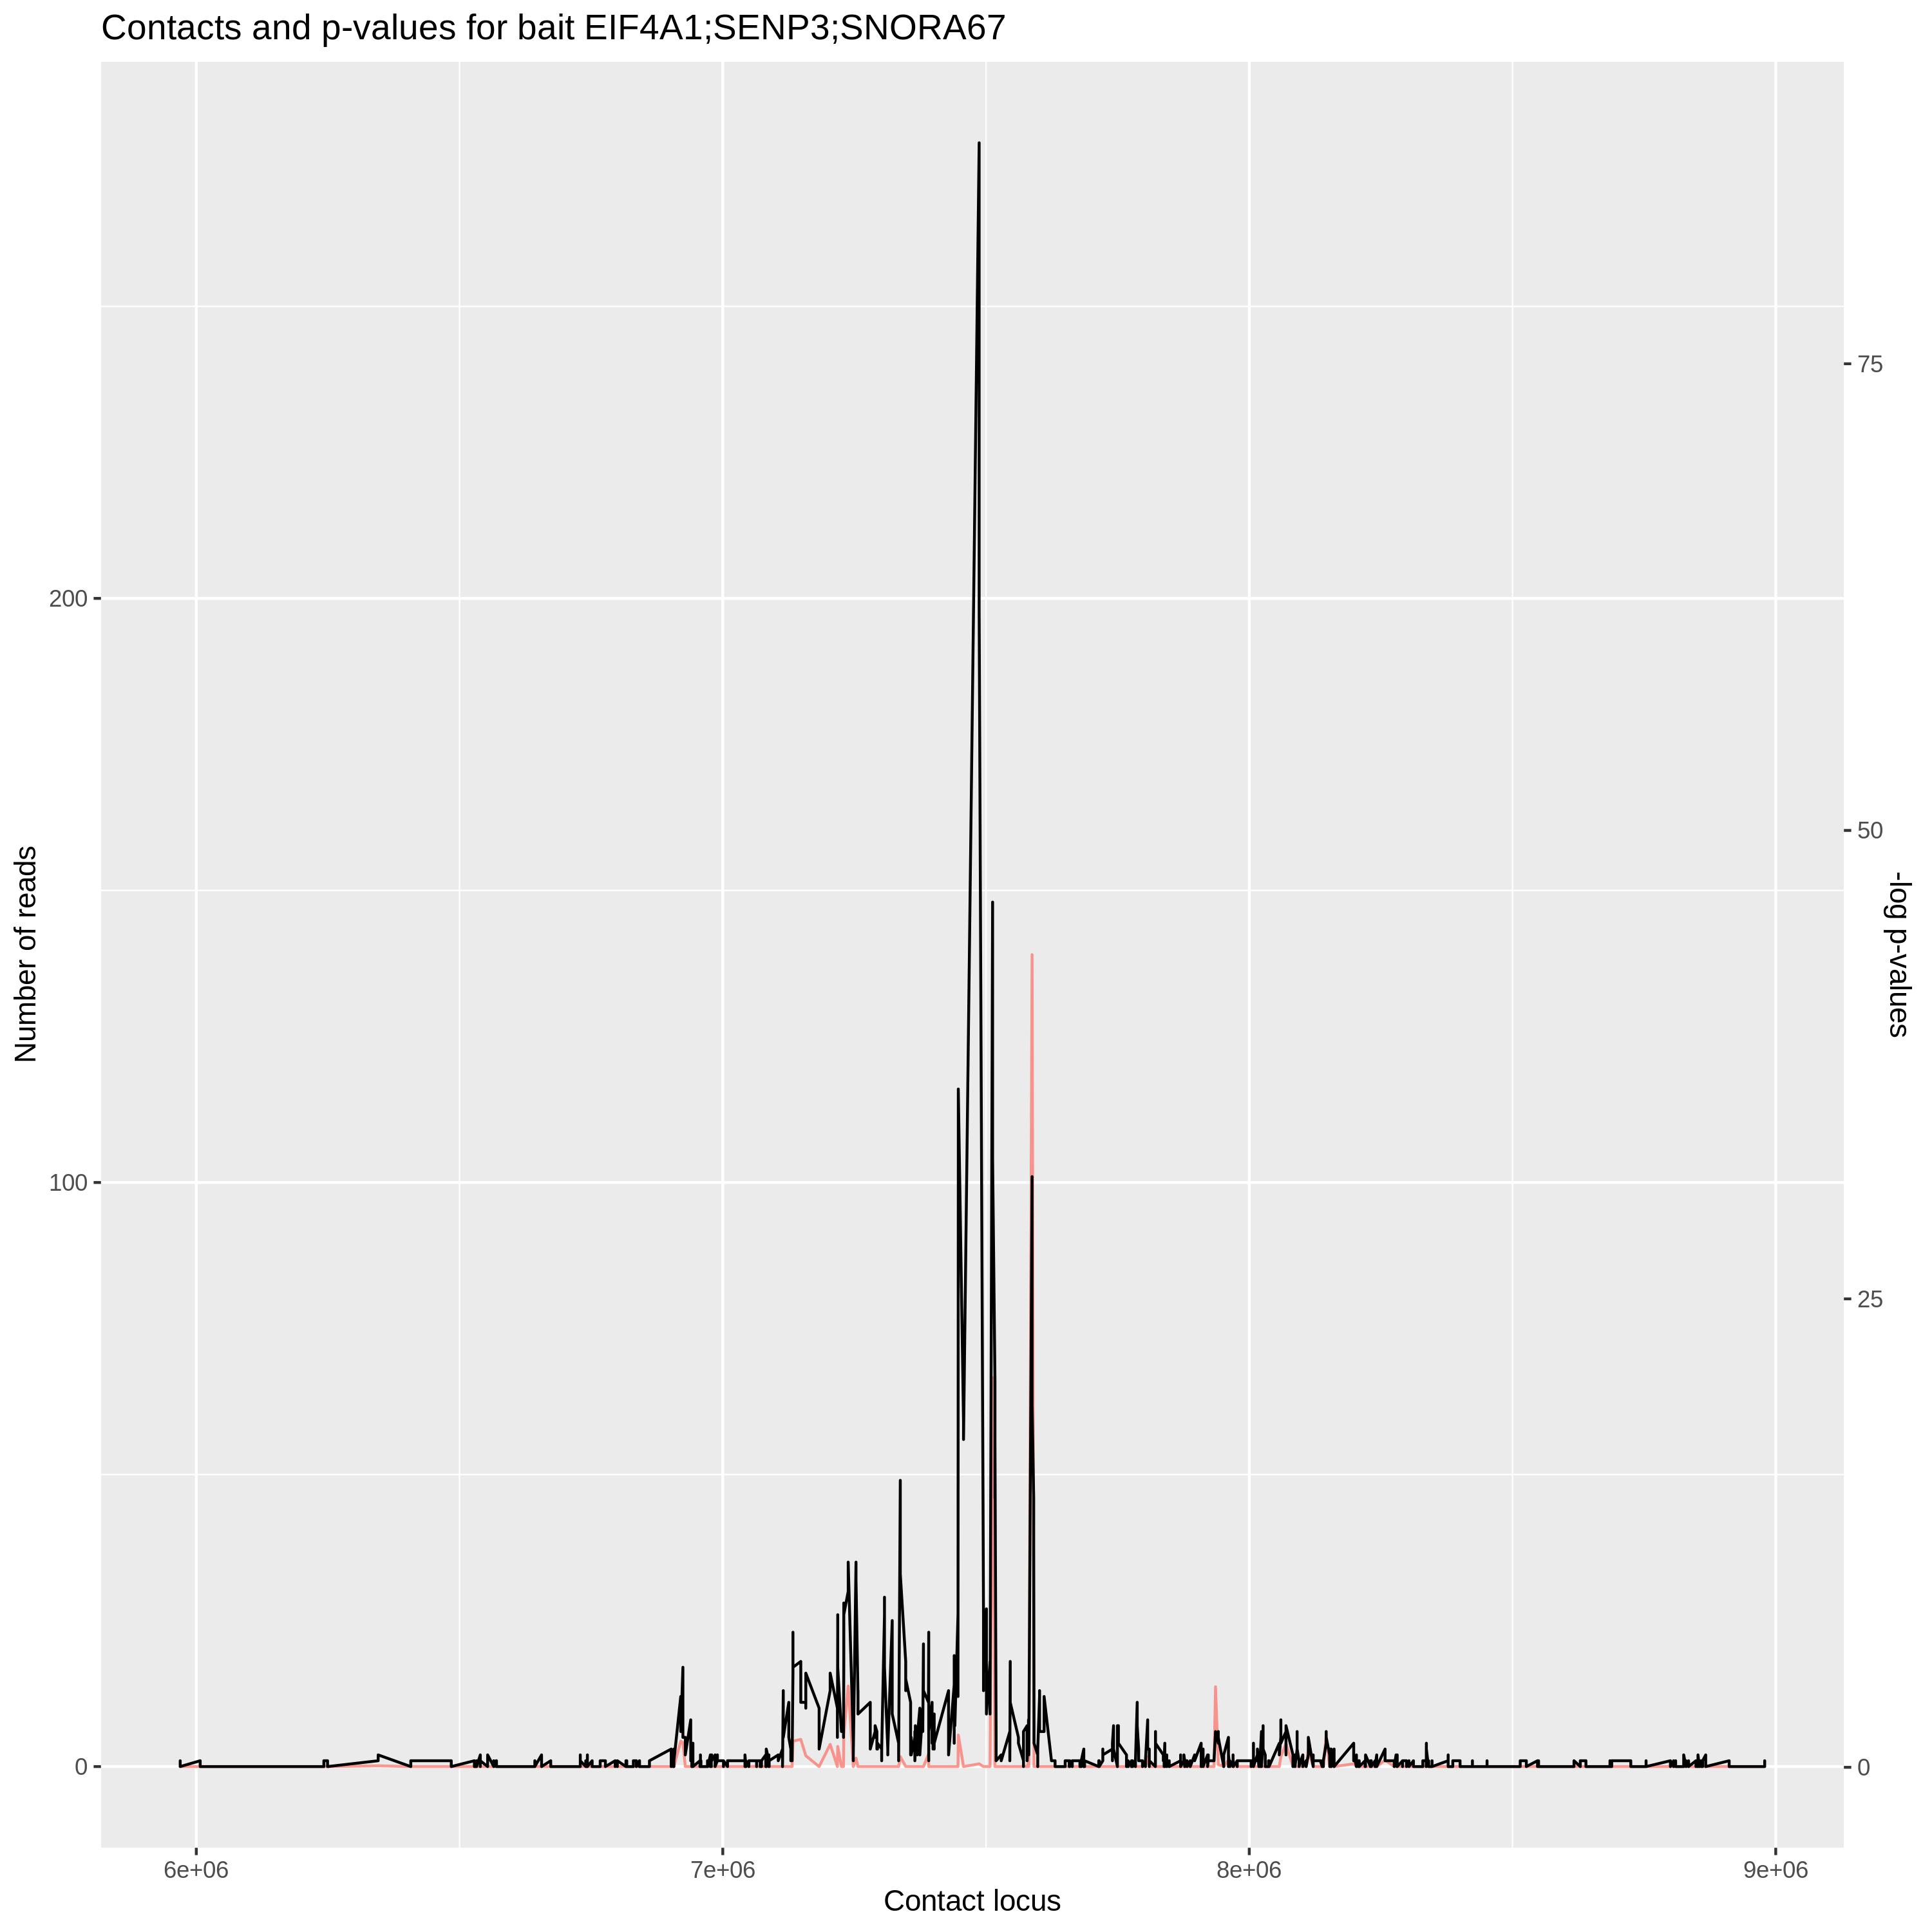 Contacts and p-values for bait EIF4A1;SENP3;SNORA67
Number of reads
200
100
0
75
50
25
0
-log p-values
6e+06
7e+06
8e+06
9e+06
Contact locus